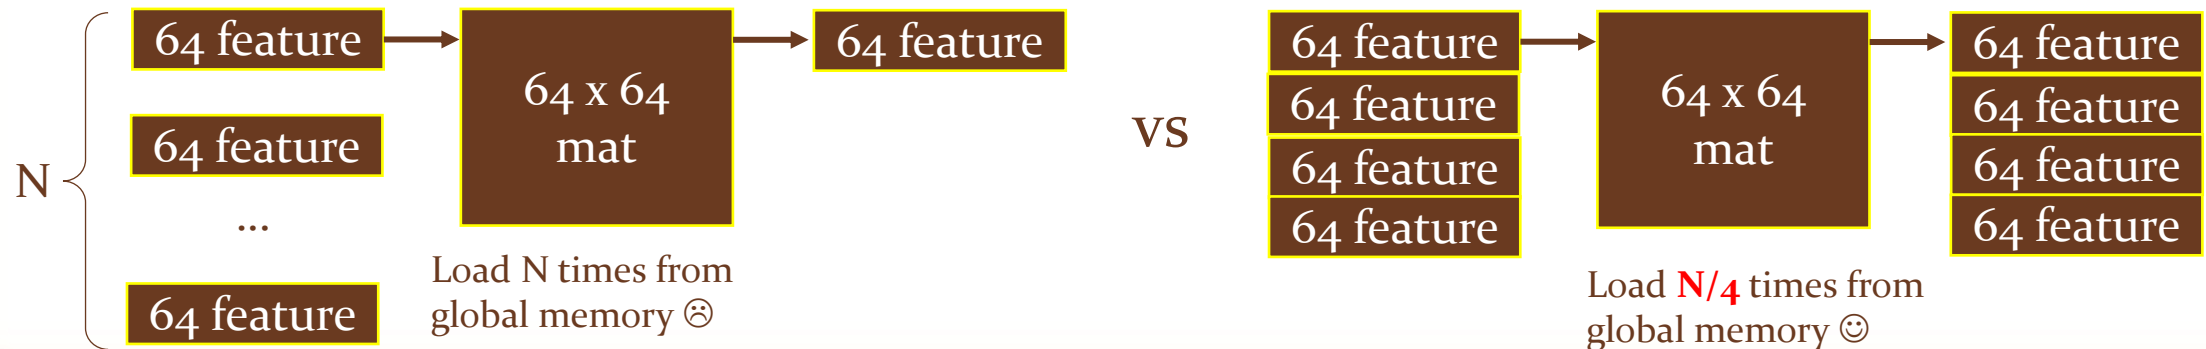 N
64 feature
64 feature
...
64 feature
64 x 64
mat
Load N times from
global memory ☹
64 feature
vs
64 feature
64 feature
64 feature
64 feature
64 x 64
mat
Load N/4 times from
global memory ☺
64 feature
64 feature
64 feature
64 feature